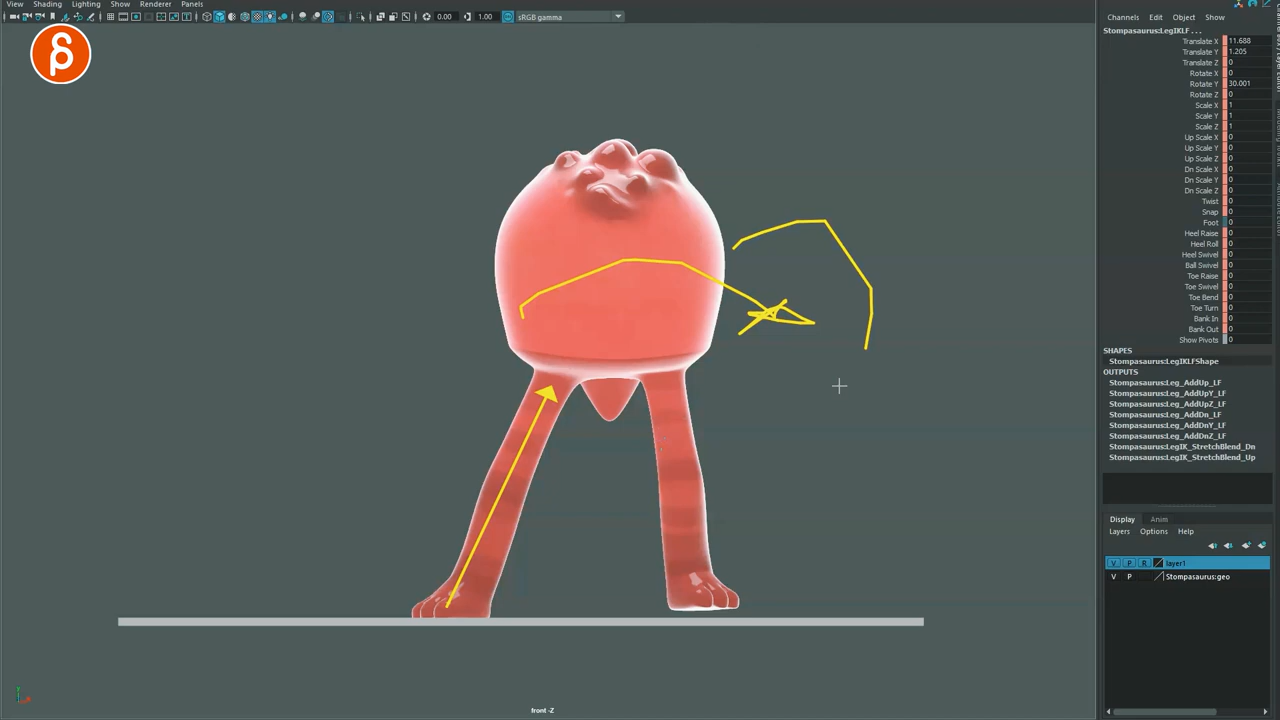 View Shading Lighting Show Renderer Panels
0.00 1.00 sRGB gamma
Channels Edit Object Show
Stompasaurus:LegIKLF . . .
Translate X 11.688
Translate Y 1.205
Translate Z 0
Rotate X 0
Rotate Y 30.001
Rotate Z 0
Scale X 1
Scale Y 1
Scale Z 1
Up Scale X 0
Up Scale Y 0
Up Scale Z 0
Dn Scale X 0
Dn Scale Y 0
Dn Scale Z 0
Twist 0
Snap 0
Foot 0
Heel Raise 0
Heel Roll 0
Heel Swivel 0
Ball Swivel 0
Toe Raise 0
Toe Swivel 0
Toe Bend 0
Toe Turn 0
Bank In 0
Bank Out 0
Show Pivots 0
SHAPES
Stompasaurus:LegIKLFShape
OUTPUTS
Stompasaurus:Leg_AddUp_LF
Stompasaurus:Leg_AddUpY_LF
Stompasaurus:Leg_AddUpZ_LF
Stompasaurus:Leg_AddDn_LF
Stompasaurus:Leg_AddDnY_LF
Stompasaurus:Leg_AddDnZ_LF
Stompasaurus:LegIK_StretchBlend_Dn
Stompasaurus:LegIK_StretchBlend_Up
Display Anim
Layers Options Help
V P R layer1
V P Stompasaurus:geo
front -Z